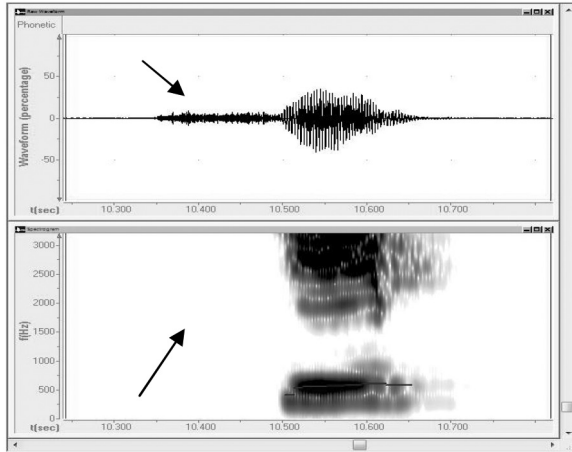 Raw Waveform
Phonetic
Waveform (percentage)
50
0
-50
t(sec) 10.300 10.400 10.500 10.600 10.700
Spectrogram
f(Hz)
3000
2500
2000
1500
1000
500
0
t(sec) 10.300 10.400 10.500 10.600 10.700